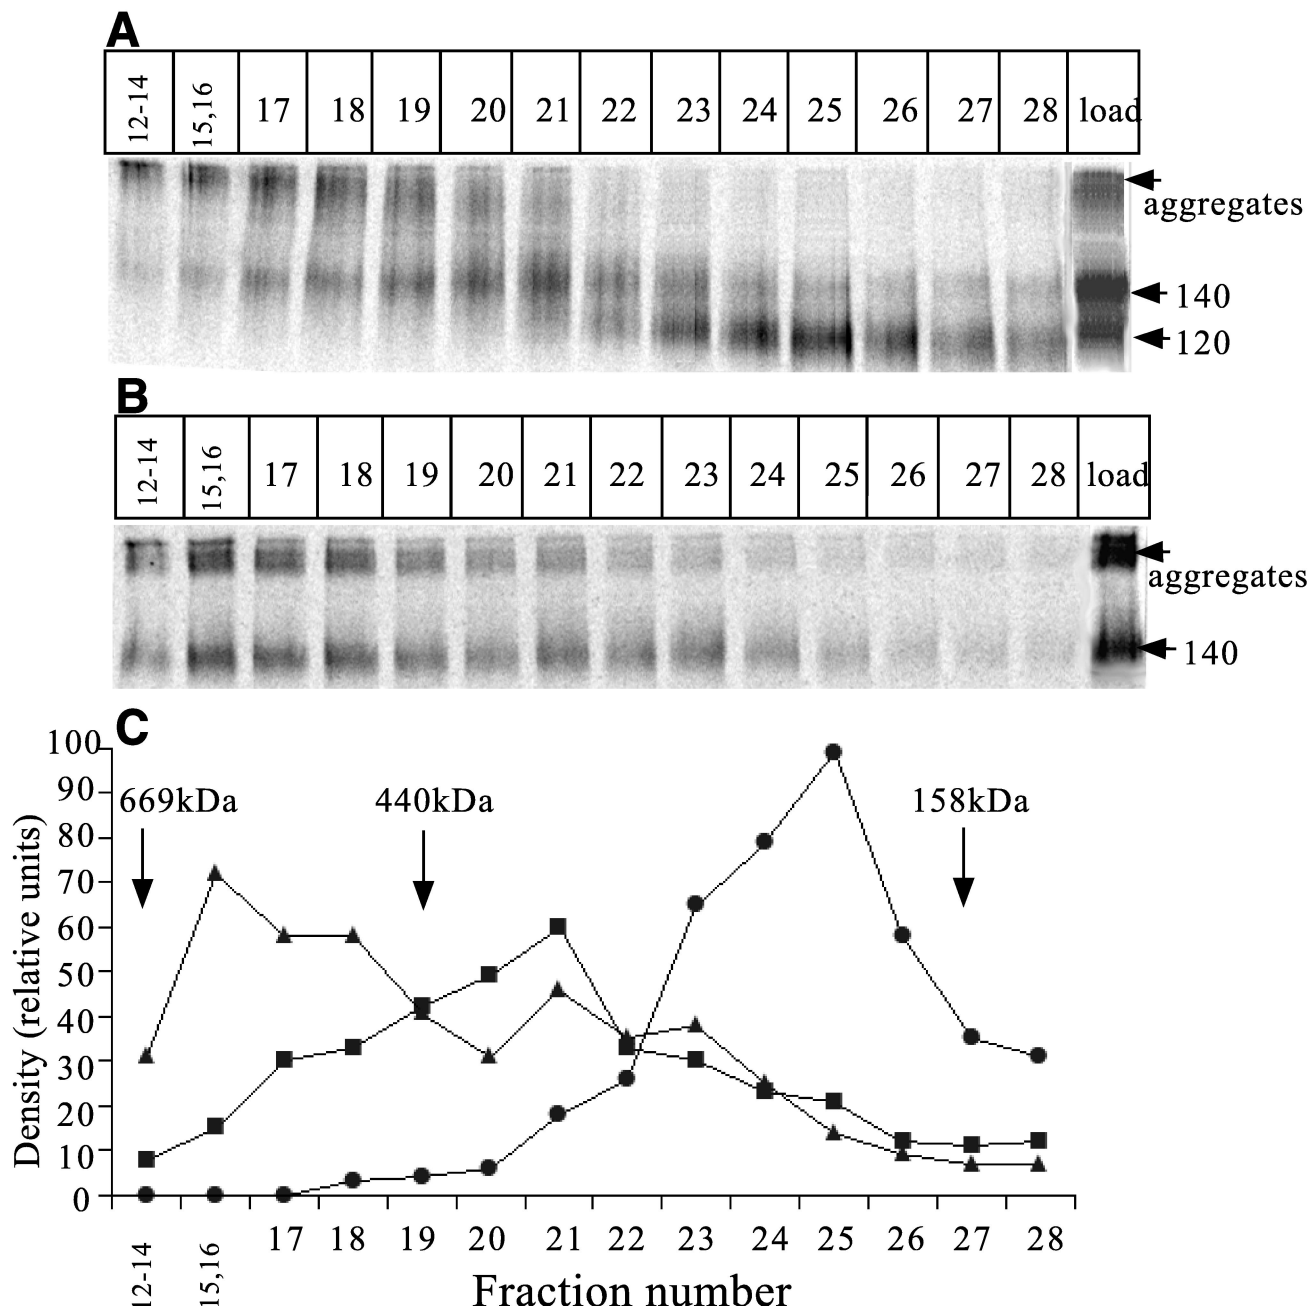 A
12-14 15,16 17 18 19 20 21 22 23 24 25 26 27 28 load
aggregates
140
120
B
12-14 15,16 17 18 19 20 21 22 23 24 25 26 27 28 load
aggregates
140
C
Density (relative units)
100
90
80
70
60
50
40
30
20
10
0
669kDa 440kDa 158kDa
12-14 15,16 17 18 19 20 21 22 23 24 25 26 27 28
Fraction number